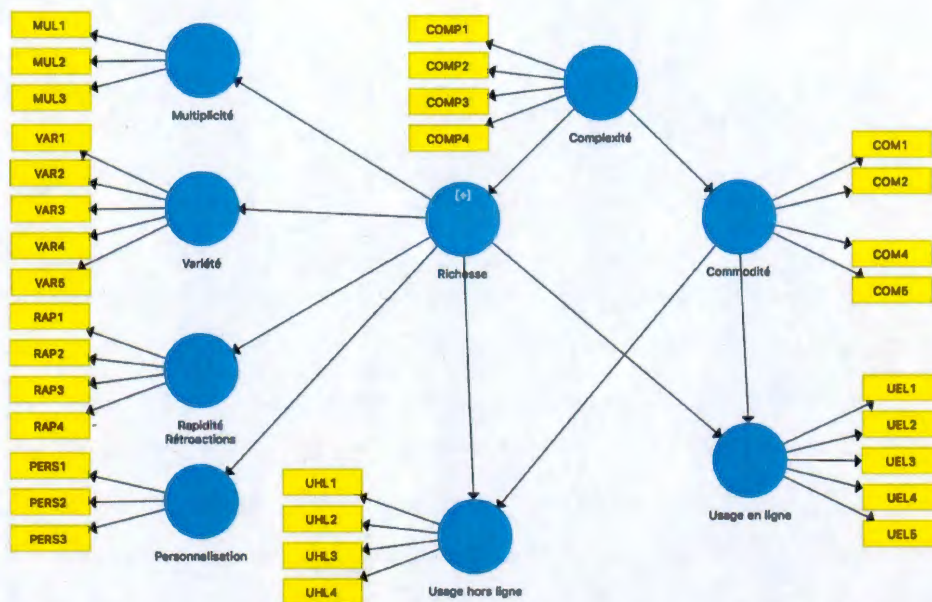 MUL1
MUL2
MUL3
Multiplicité
VAR1
VAR2
VAR3
VAR4
VAR5
Variété
RAP1
RAP2
RAP3
RAP4
Rapidité
Rétroactions
PERS1
PERS2
PERS3
Personnalisation
COMP1
COMP2
COMP3
COMP4
Complexité
[+]
Richesse
COM1
COM2
COM4
COM5
Commodité
UHL1
UHL2
UHL3
UHL4
Usage hors ligne
UEL1
UEL2
UEL3
UEL4
UEL5
Usage en ligne